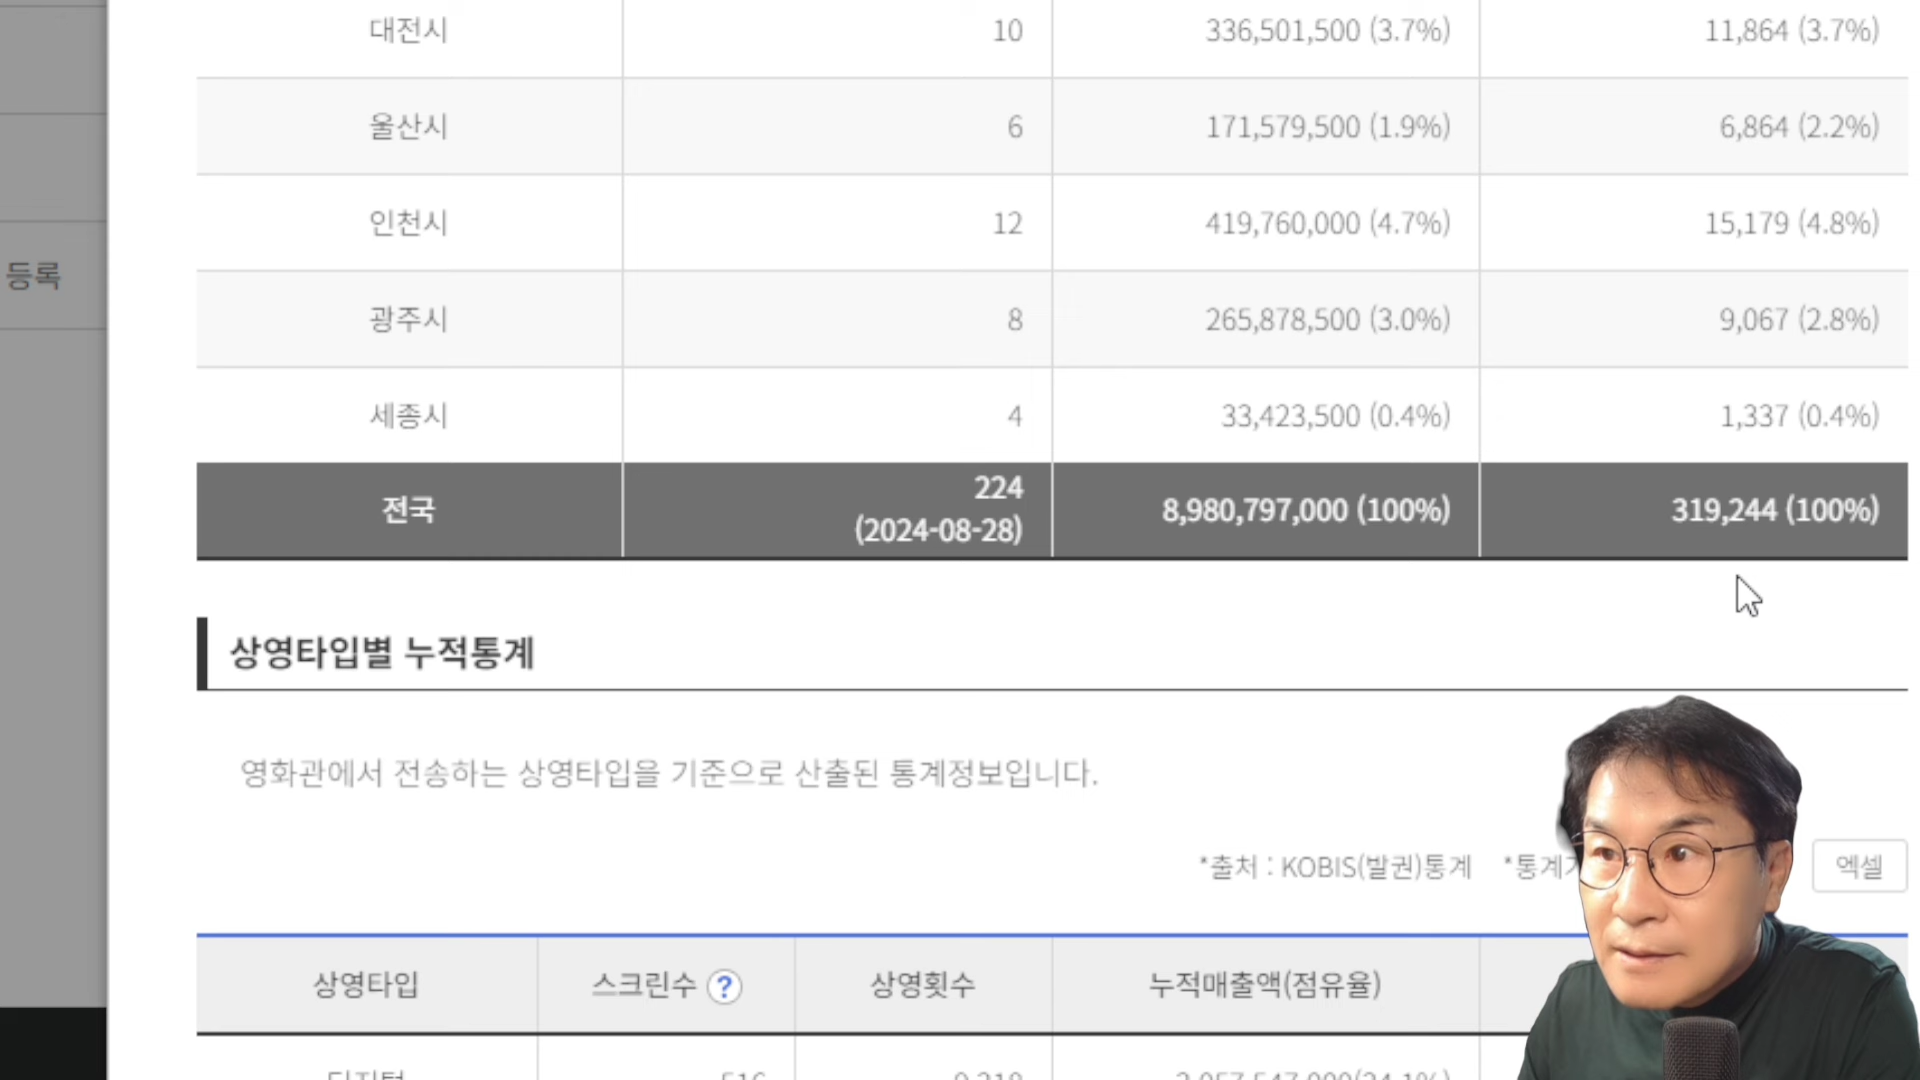 대전시 10 336,501,500 (3.7%) 11,864 (3.7%)
울산시 6 171,579,500 (1.9%) 6,864 (2.2%)
인천시 12 419,760,000 (4.7%) 15,179 (4.8%)
등록
광주시 8 265,878,500 (3.0%) 9,067 (2.8%)
세종시 4 33,423,500 (0.4%) 1,337 (0.4%)
전국 224 (2024-08-28) 8,980,797,000 (100%) 319,244 (100%)
상영타입별 누적통계
영화관에서 전송하는 상영타입을 기준으로 산출된 통계정보입니다.
*출처 : KOBIS(발권)통계 *통계 엑셀
상영타입 스크린수 ? 상영횟수 누적매출액(점유율)